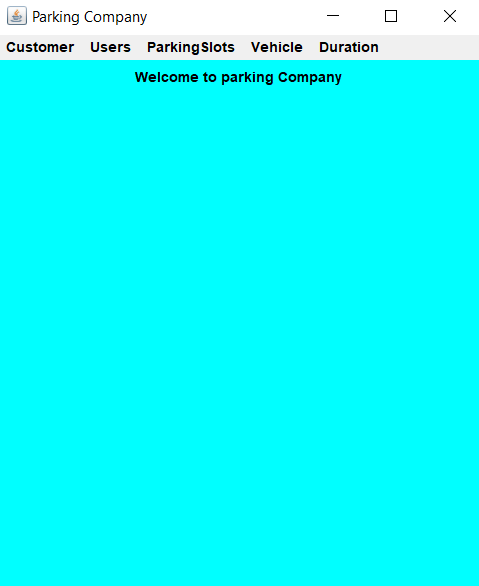 Parking Company
Customer Users ParkingSlots Vehicle Duration
Welcome to parking Company